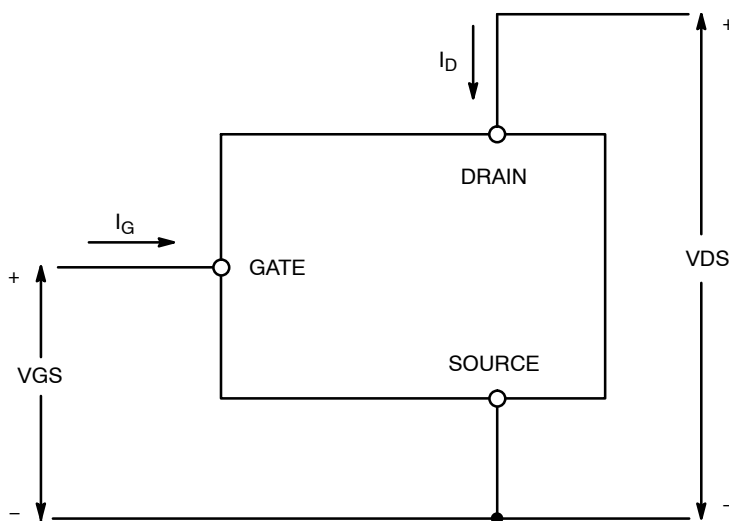 +
I_D
DRAIN
I_G
VDS
+
GATE
SOURCE
VGS
−
−